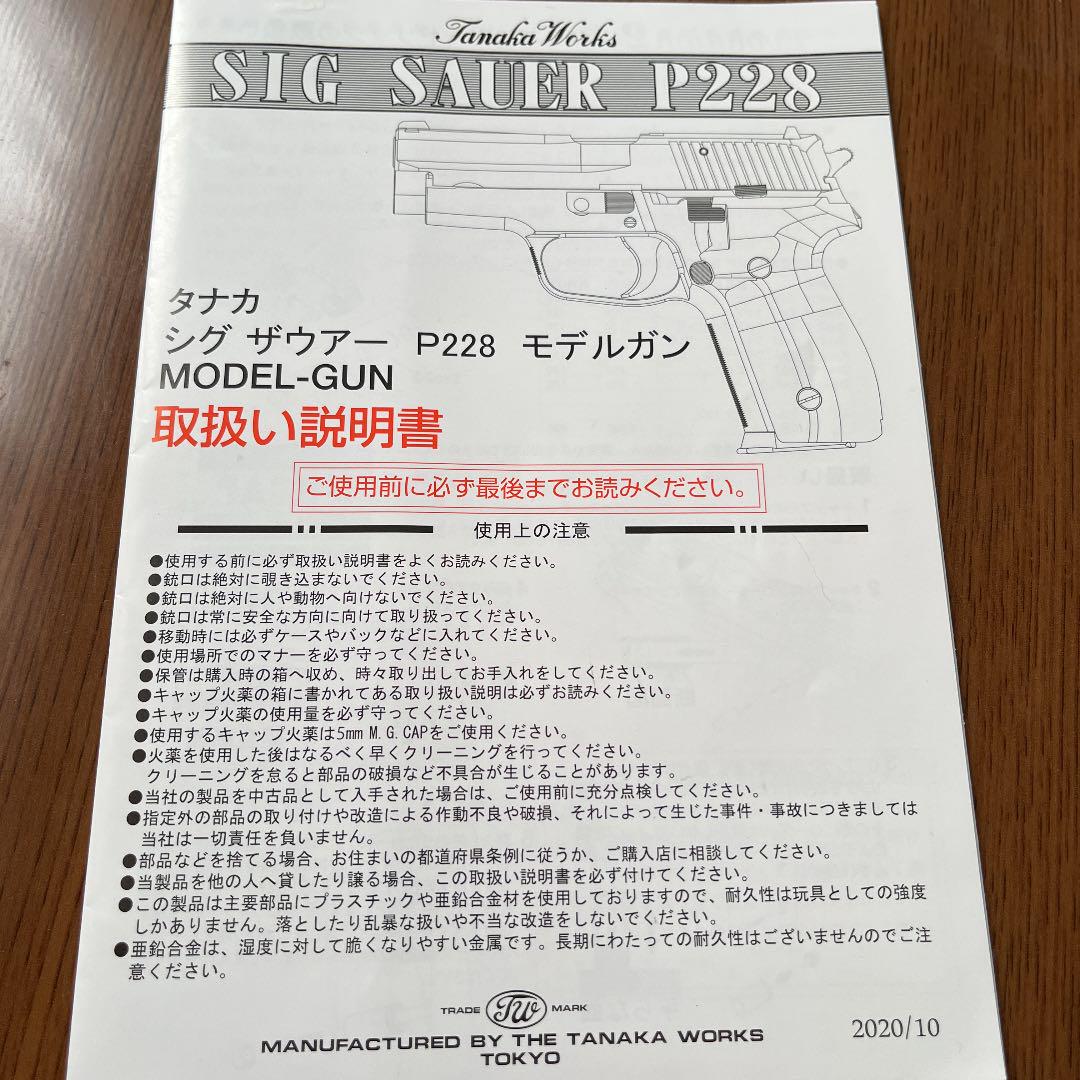 Tanaka Works
SIG SAUER P228
タナカ
シグ ザウアー P228 モデルガン
MODEL-GUN
取扱い説明書
ご使用前に必ず最後までお読みください。
使用上の注意
●使用する前に必ず取扱い説明書をよくお読みください。
●銃口は絶対に覗き込まないでください。
●銃口は絶対に人や動物へ向けないでください。
●銃口は常に安全な方向に向けて取り扱ってください。
●移動時には必ずケースやバックなどに入れてください。
●使用場所でのマナーを必ず守ってください。
●保管は購入時の箱へ収め、時々取り出してお手入れをしてください。
●キャップ火薬の箱に書かれてある取り扱い説明は必ずお読みください。
●キャップ火薬の使用量を必ず守ってください。
●使用するキャップ火薬は5mm M.G.CAPをご使用ください。
●火薬を使用した後はなるべく早くクリーニングを行ってください。
クリーニングを怠ると部品の破損など不具合が生じることがあります。
●当社の製品を中古品として入手された場合は、ご使用前に充分点検してください。
●指定外の部品の取り付けや改造による作動不良や破損、それによって生じた事件・事故につきましては
当社は一切責任を負いません。
●部品などを捨てる場合、お住まいの都道府県条例に従うか、ご購入店に相談してください。
●当製品を他の人へ貸したり譲る場合、この取扱い説明書を必ず付けてください。
●この製品は主要部品にプラスチックや亜鉛合金材を使用しておりますので、耐久性は玩具としての強度
しかありません。落としたり乱暴な扱いや不当な改造をしないでください。
●亜鉛合金は、湿度に対して脆くなりやすい金属です。長期にわたっての耐久性はございませんのでご注
意ください。
TRADE TW MARK
MANUFACTURED BY THE TANAKA WORKS
TOKYO
2020/10